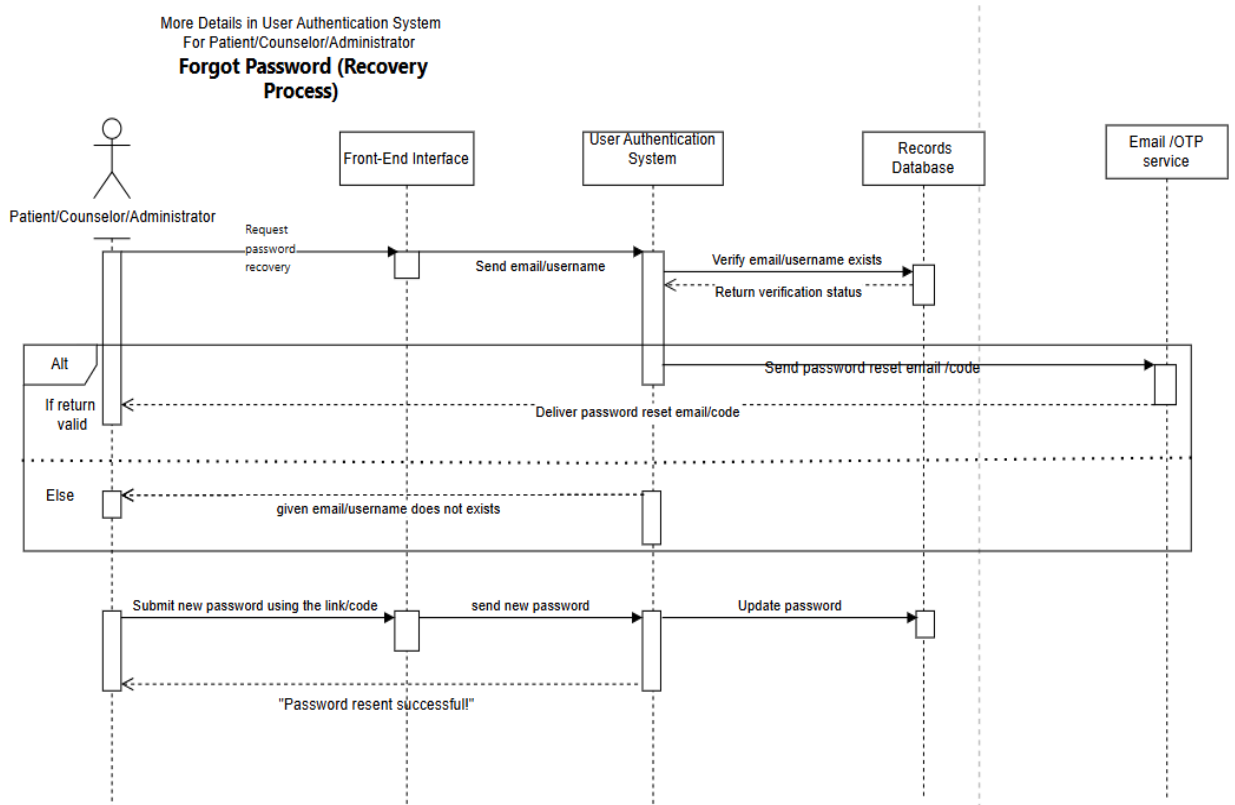 More Details in User Authentication System
For Patient/Counselor/Administrator
Forgot Password (Recovery
Process)
Front-End Interface
User Authentication
System
Records
Database
Email /OTP
service
Patient/Counselor/Administrator
Request
password
recovery
Send email/username
Verify email/username exists
Return verification status
Alt
Send password reset email /code
If return
valid
Deliver password reset email/code
Else
given email/username does not exists
Submit new password using the link/code
send new password
Update password
"Password resent successful!"